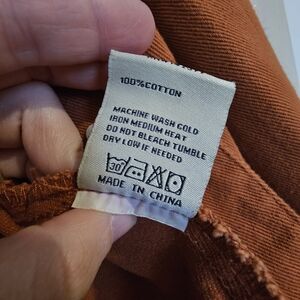 100%COTTON
MACHINE WASH COLD
IRON MEDIUM HEAT
DO NOT BLEACH TUMBLE
DRY LOW IF NEEDED
30
MADE IN CHINA